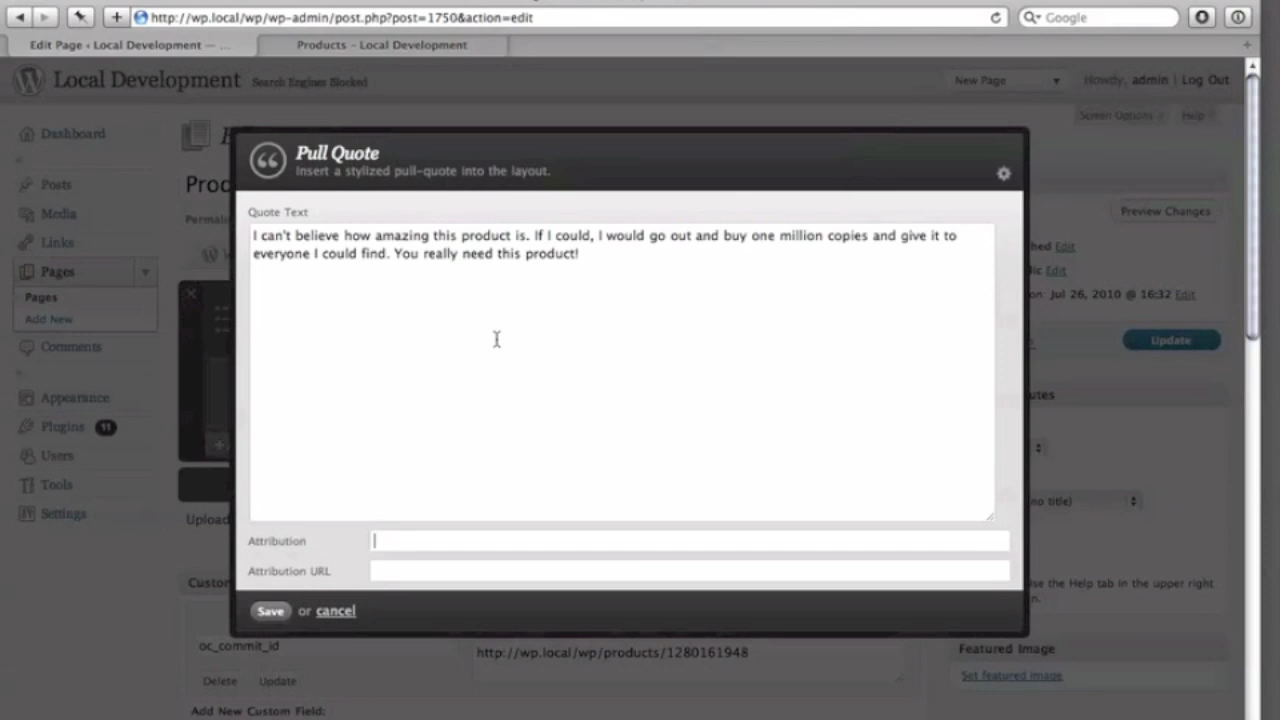 http://wp.local/wp/wp-admin/post.php?post=1750&action=edit
Google
Edit Page ‹ Local Development — ...
Products – Local Development
Local Development
Search Engines Blocked
New Page
Howdy, admin | Log Out
Screen Options
Help
Dashboard
Posts
Media
Links
Pages
Pages
Add New
Comments
Appearance
Plugins 11
Users
Tools
Settings
Prod
Permali
Pull Quote
Insert a stylized pull-quote into the layout.
Quote Text
I can't believe how amazing this product is. If I could, I would go out and buy one million copies and give it to
everyone I could find. You really need this product!
Attribution
Attribution URL
Save or cancel
Preview Changes
hed Edit
lic Edit
on: Jul 26, 2010 @ 16:32 Edit
Update
utes
no title)
se the Help tab in the upper right
n.
Upload
Custor
oc_commit_id
http://wp.local/wp/products/1280161948
Delete
Update
Add New Custom Field:
Featured Image
Set featured image